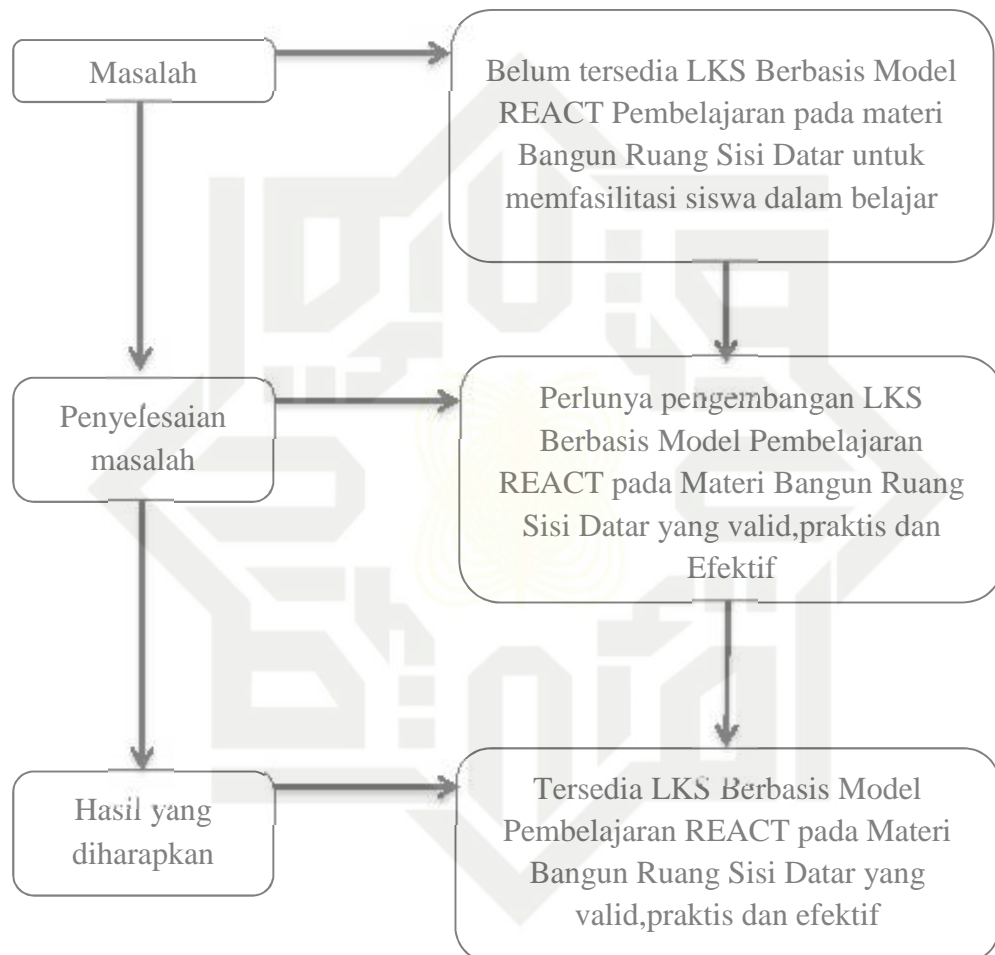 Masalah
Belum tersedia LKS Berbasis Model
REACT Pembelajaran pada materi
Bangun Ruang Sisi Datar untuk
memfasilitasi siswa dalam belajar
Penyelesaian
masalah
Perlunya pengembangan LKS
Berbasis Model Pembelajaran
REACT pada Materi Bangun Ruang
Sisi Datar yang valid,praktis dan
Efektif
Hasil yang
diharapkan
Tersedia LKS Berbasis Model
Pembelajaran REACT pada Materi
Bangun Ruang Sisi Datar yang
valid,praktis dan efektif